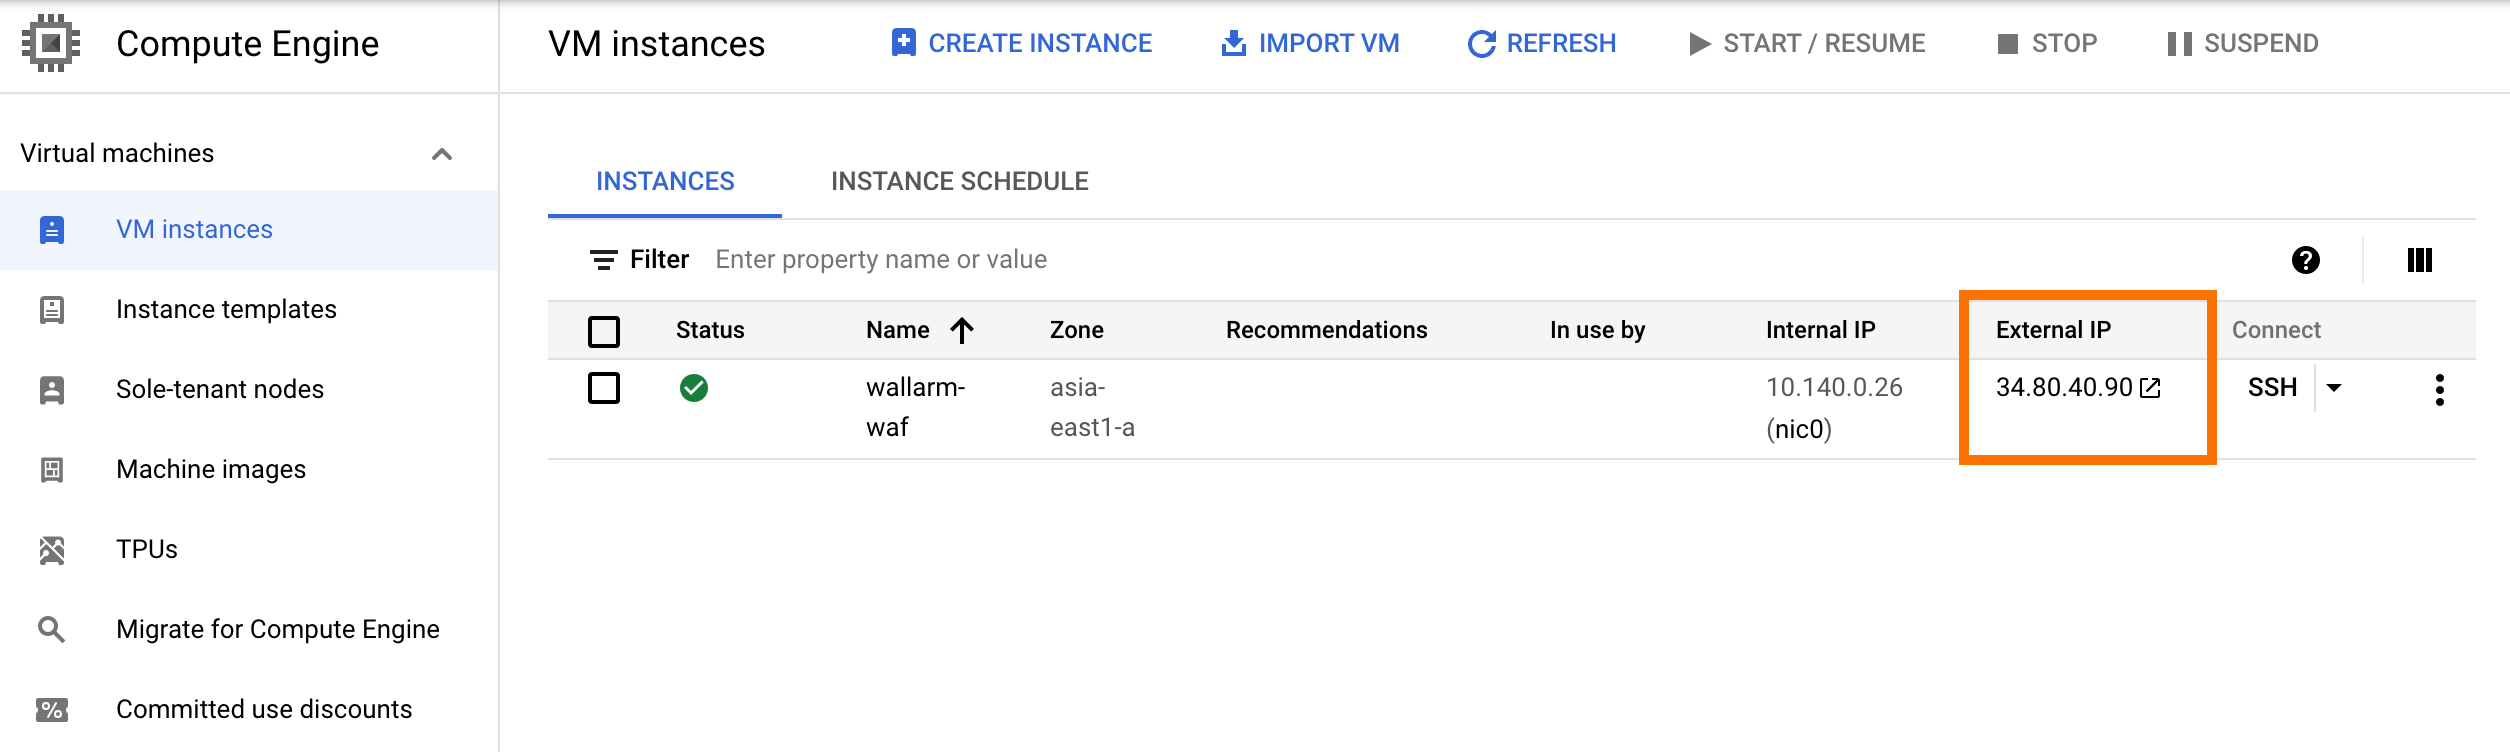 Compute Engine
VM instances
CREATE INSTANCE
IMPORT VM
REFRESH
START / RESUME
STOP
SUSPEND
Virtual machines
VM instances
Instance templates
Sole-tenant nodes
Machine images
TPUs
Migrate for Compute Engine
Committed use discounts
INSTANCES
INSTANCE SCHEDULE
Filter Enter property name or value
Status
Name
Zone
Recommendations
In use by
Internal IP
External IP
Connect
wallarm-
waf
asia-
east1-a
10.140.0.26
(nic0)
34.80.40.90
SSH